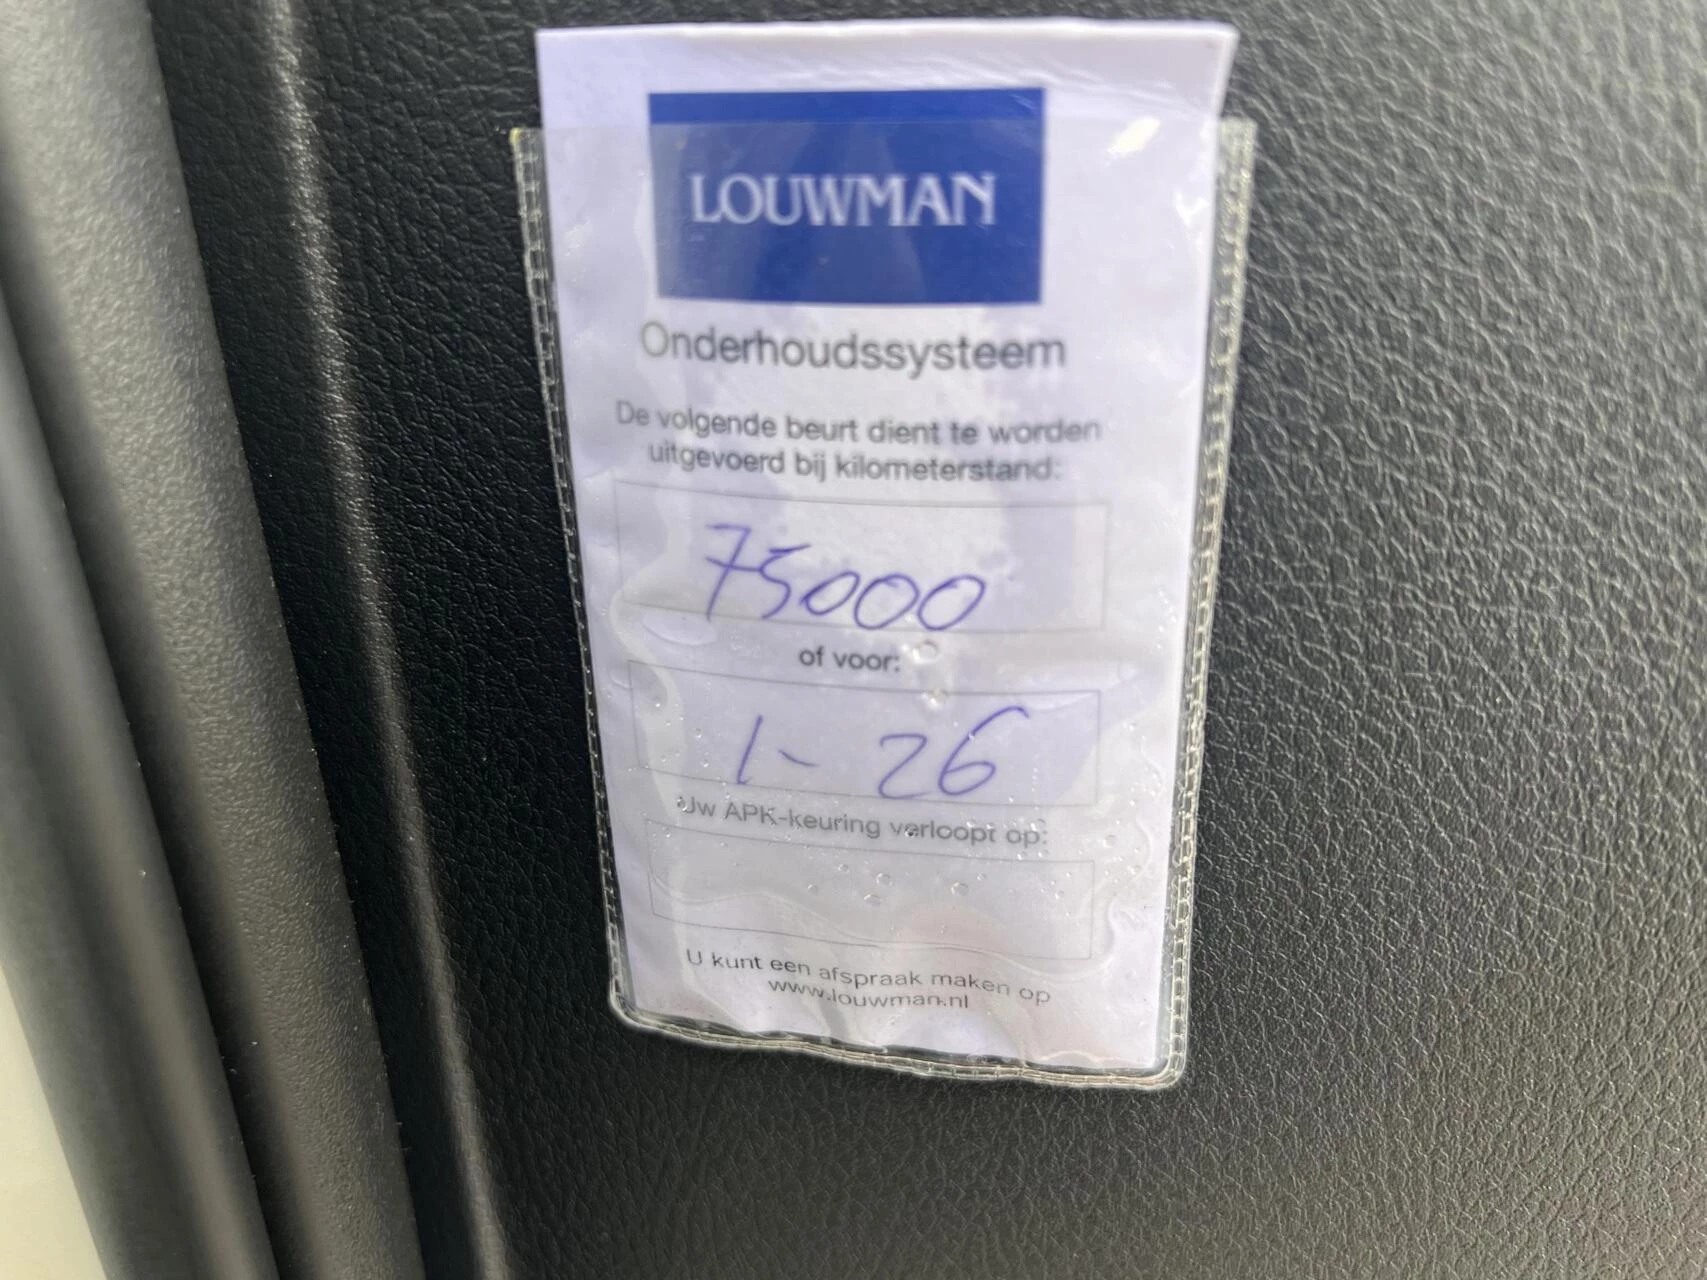 LOUWMAN
Onderhoudssysteem
De volgende beurt dient te worden
uitgevoerd bij kilometerstand:
75000
of voor:
1-26
Uw APK-keuring verloopt op:
U kunt een afspraak maken op
www.louwman.nl